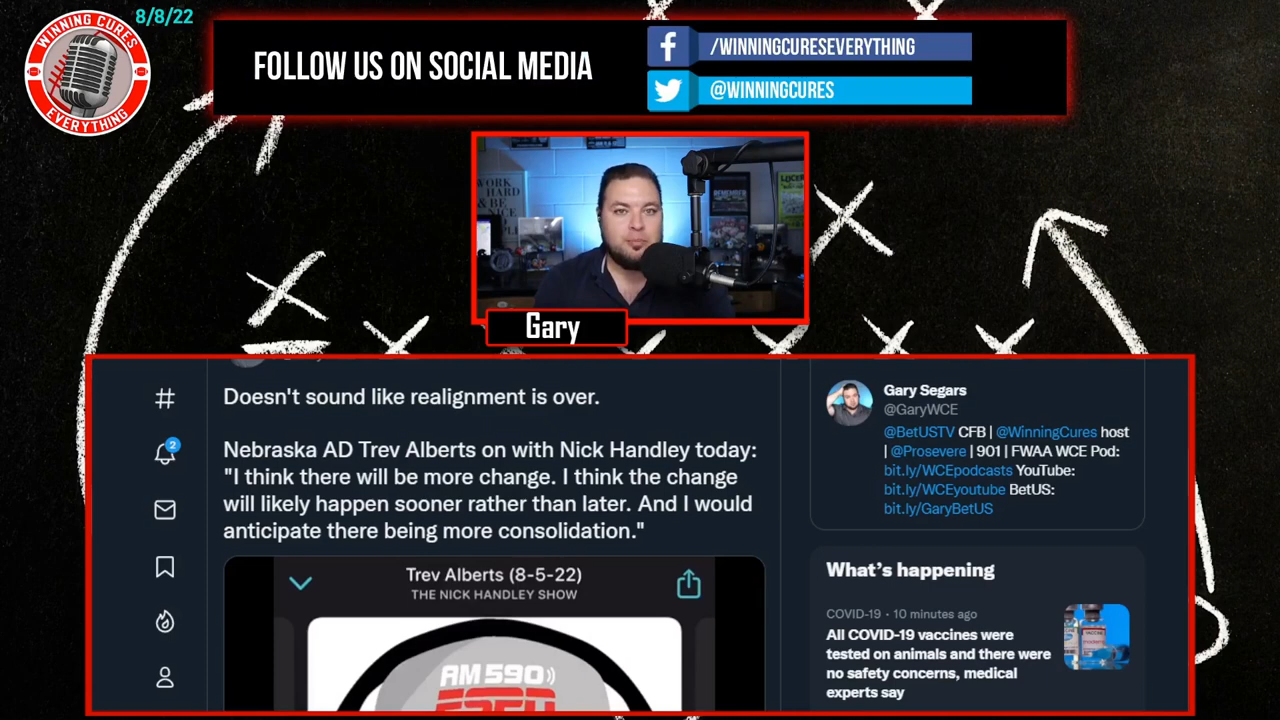 8/8/22
WINNING CURES
EVERYTHING
FOLLOW US ON SOCIAL MEDIA
/WINNINGCURESEVERYTHING
@WINNINGCURES
WORK
HARD
& BE
NICE
Gary
Doesn't sound like realignment is over.
Nebraska AD Trev Alberts on with Nick Handley today:
"I think there will be more change. I think the change
will likely happen sooner rather than later. And I would
anticipate there being more consolidation."
Trev Alberts (8-5-22)
THE NICK HANDLEY SHOW
AM 590
ESPN
2
Gary Segars
@GaryWCE
@BetUSTV CFB | @WinningCures host
| @Prosevere | 901 | FWAA WCE Pod:
bit.ly/WCEpodcasts YouTube:
bit.ly/WCEyoutube BetUS:
bit.ly/GaryBetUS
What's happening
COVID-19 · 10 minutes ago
All COVID-19 vaccines were
tested on animals and there were
no safety concerns, medical
experts say